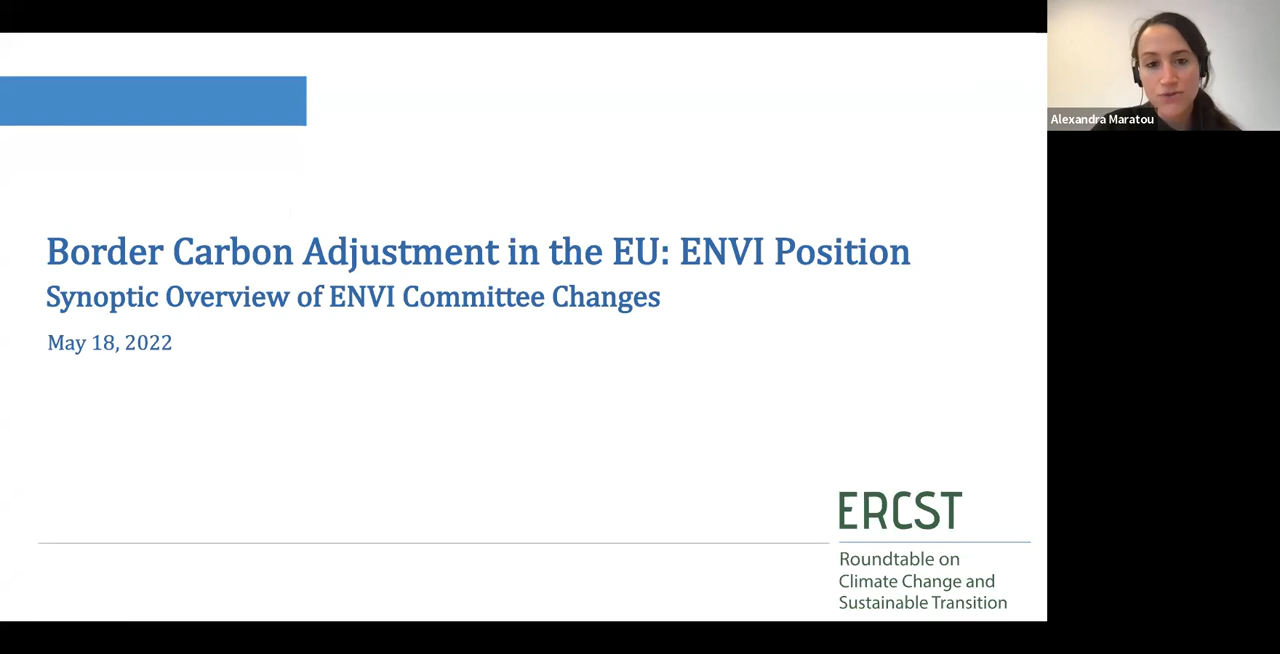 Border Carbon Adjustment in the EU: ENVI Position
Synoptic Overview of ENVI Committee Changes
May 18, 2022
ERCST
Roundtable on
Climate Change and
Sustainable Transition
Alexandra Maratou